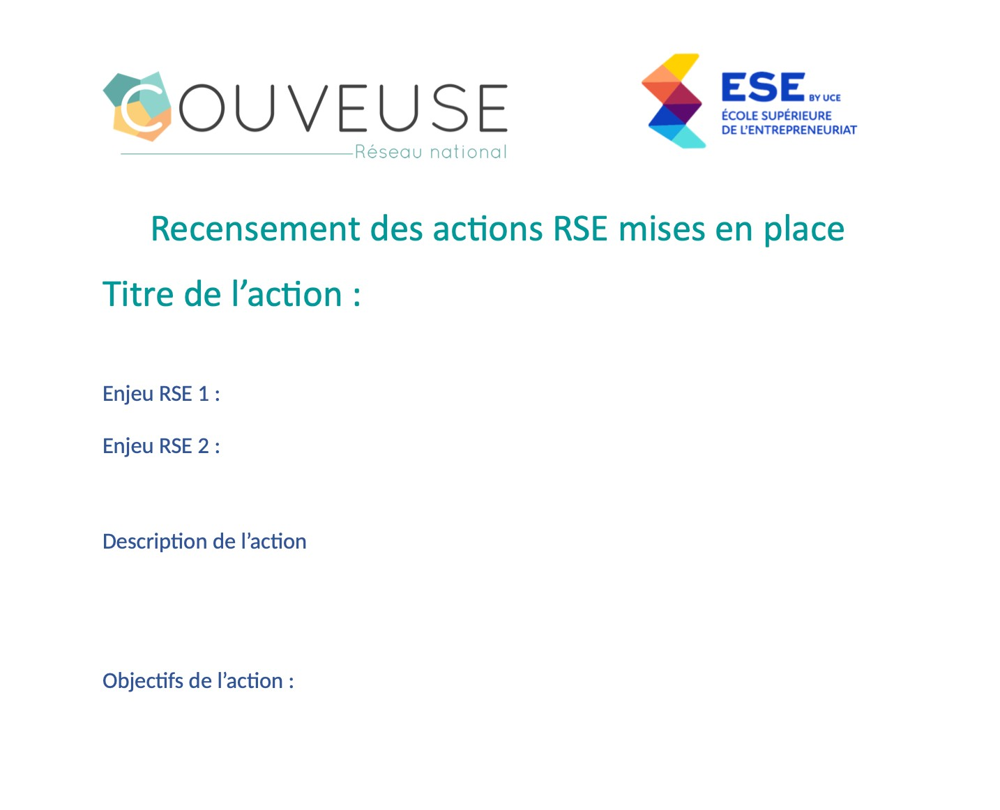 COUVEUSE
Réseau national
ESE BY UCE
ÉCOLE SUPÉRIEURE
DE L'ENTREPRENEURIAT
Recensement des actions RSE mises en place
Titre de l’action :
Enjeu RSE 1 :
Enjeu RSE 2 :
Description de l’action
Objectifs de l’action :